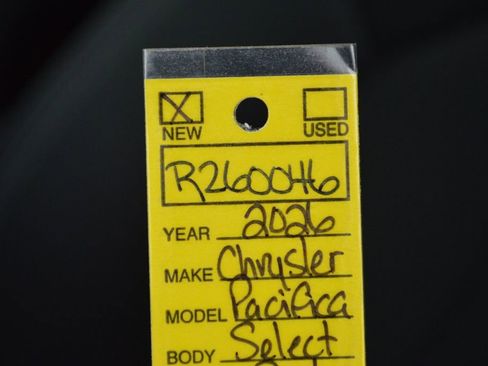 X
NEW USED
R260046
YEAR 2026
MAKE Chrysler
MODEL Pacifica
BODY Select